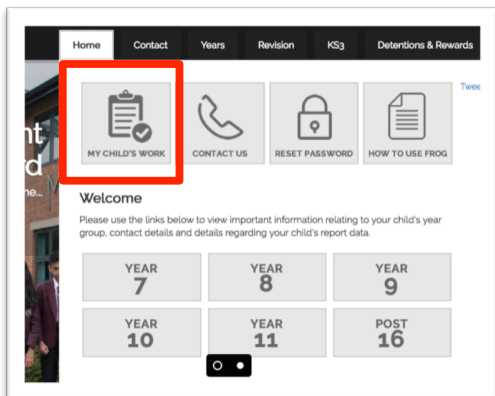 Home Contact Years Revision KS3 Detentions & Rewards
MY CHILD'S WORK CONTACT US RESET PASSWORD HOW TO USE FROG
Welcome
Please use the links below to view important information relating to your child's year
group, contact details and details regarding your child's report data.
YEAR YEAR YEAR
7 8 9
YEAR YEAR POST
10 11 16